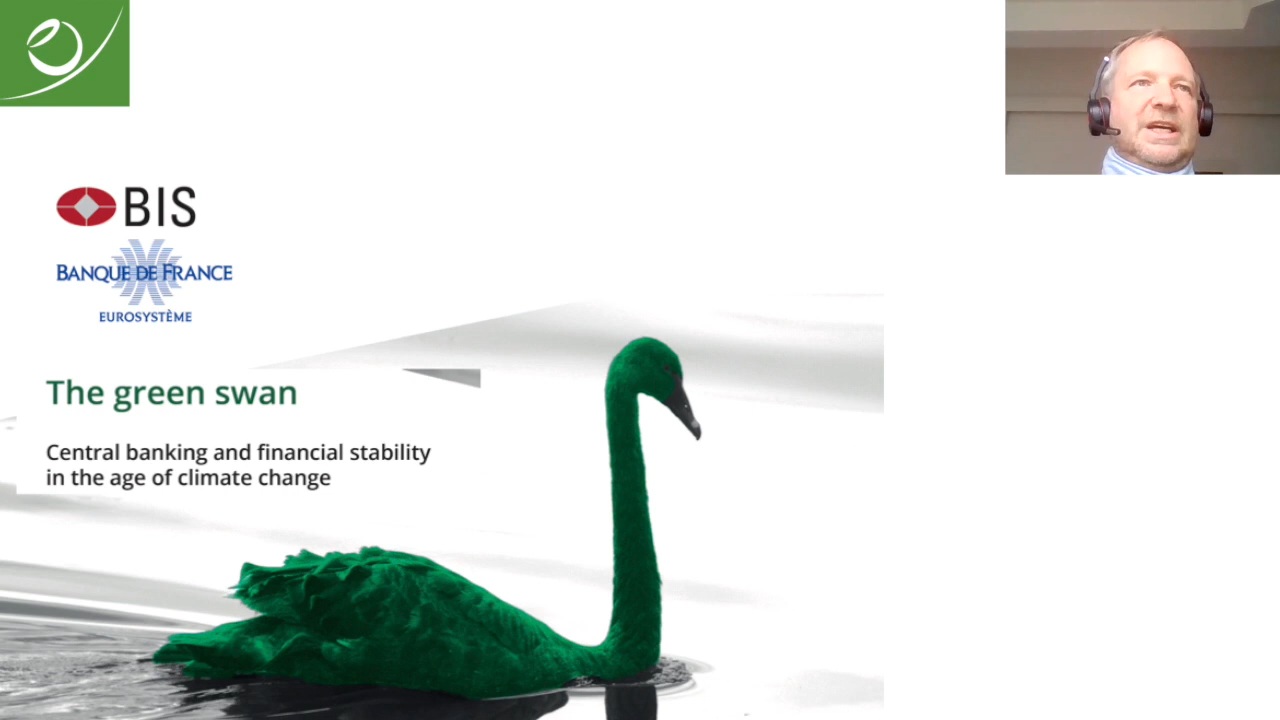 BIS
BANQUE DE FRANCE
EUROSYSTÈME
The green swan
Central banking and financial stability
in the age of climate change